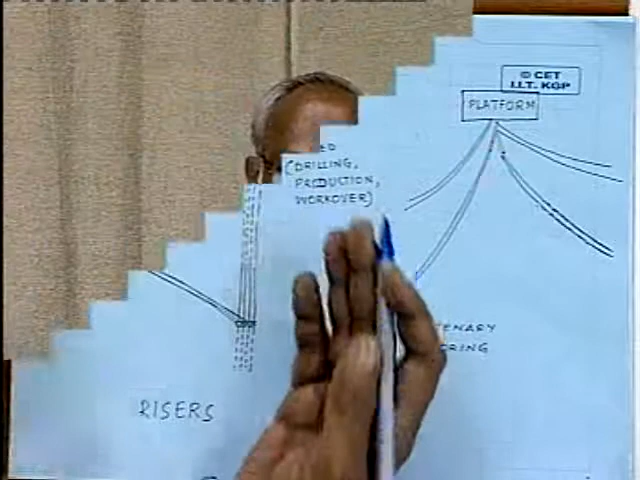 © CET
I.I.T. KGP
PLATFORM
(DRILLING,
PRODUCTION,
WORKOVER)
RISERS